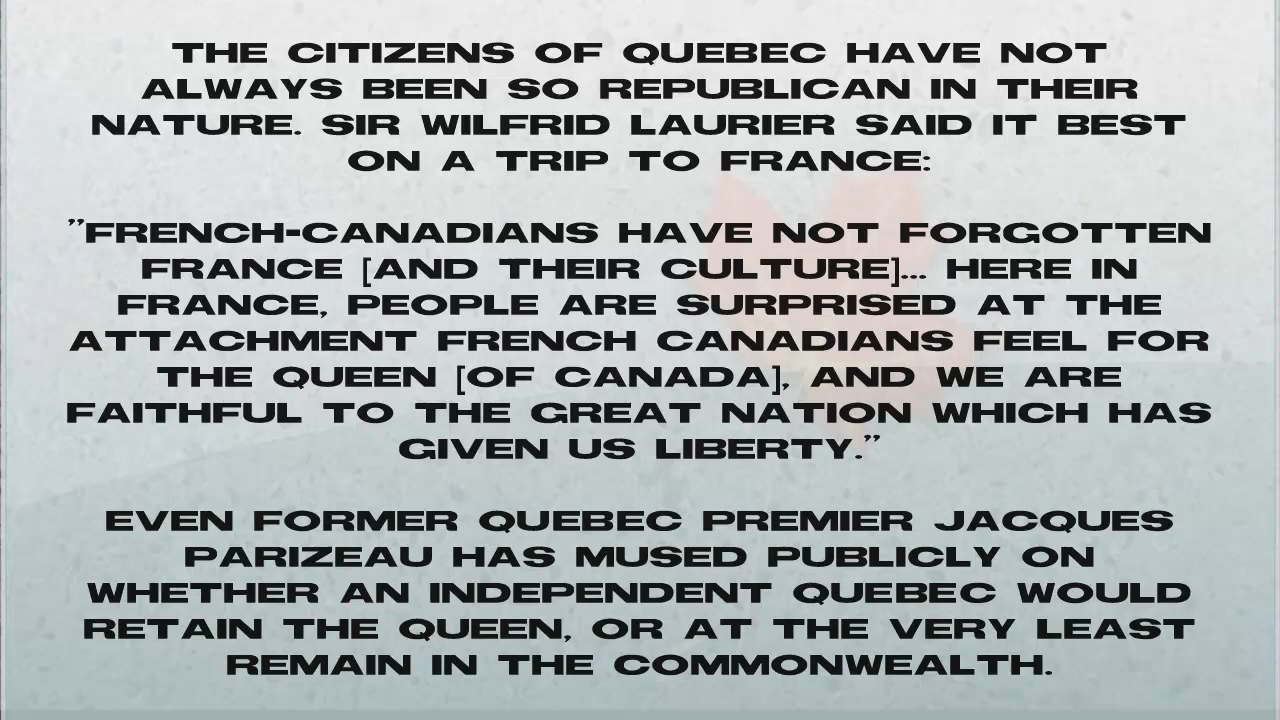 THE CITIZENS OF QUEBEC HAVE NOT
ALWAYS BEEN SO REPUBLICAN IN THEIR
NATURE. SIR WILFRID LAURIER SAID IT BEST
ON A TRIP TO FRANCE:
"FRENCH-CANADIANS HAVE NOT FORGOTTEN
FRANCE [AND THEIR CULTURE]... HERE IN
FRANCE, PEOPLE ARE SURPRISED AT THE
ATTACHMENT FRENCH CANADIANS FEEL FOR
THE QUEEN [OF CANADA], AND WE ARE
FAITHFUL TO THE GREAT NATION WHICH HAS
GIVEN US LIBERTY."
EVEN FORMER QUEBEC PREMIER JACQUES
PARIZEAU HAS MUSED PUBLICLY ON
WHETHER AN INDEPENDENT QUEBEC WOULD
RETAIN THE QUEEN, OR AT THE VERY LEAST
REMAIN IN THE COMMONWEALTH.